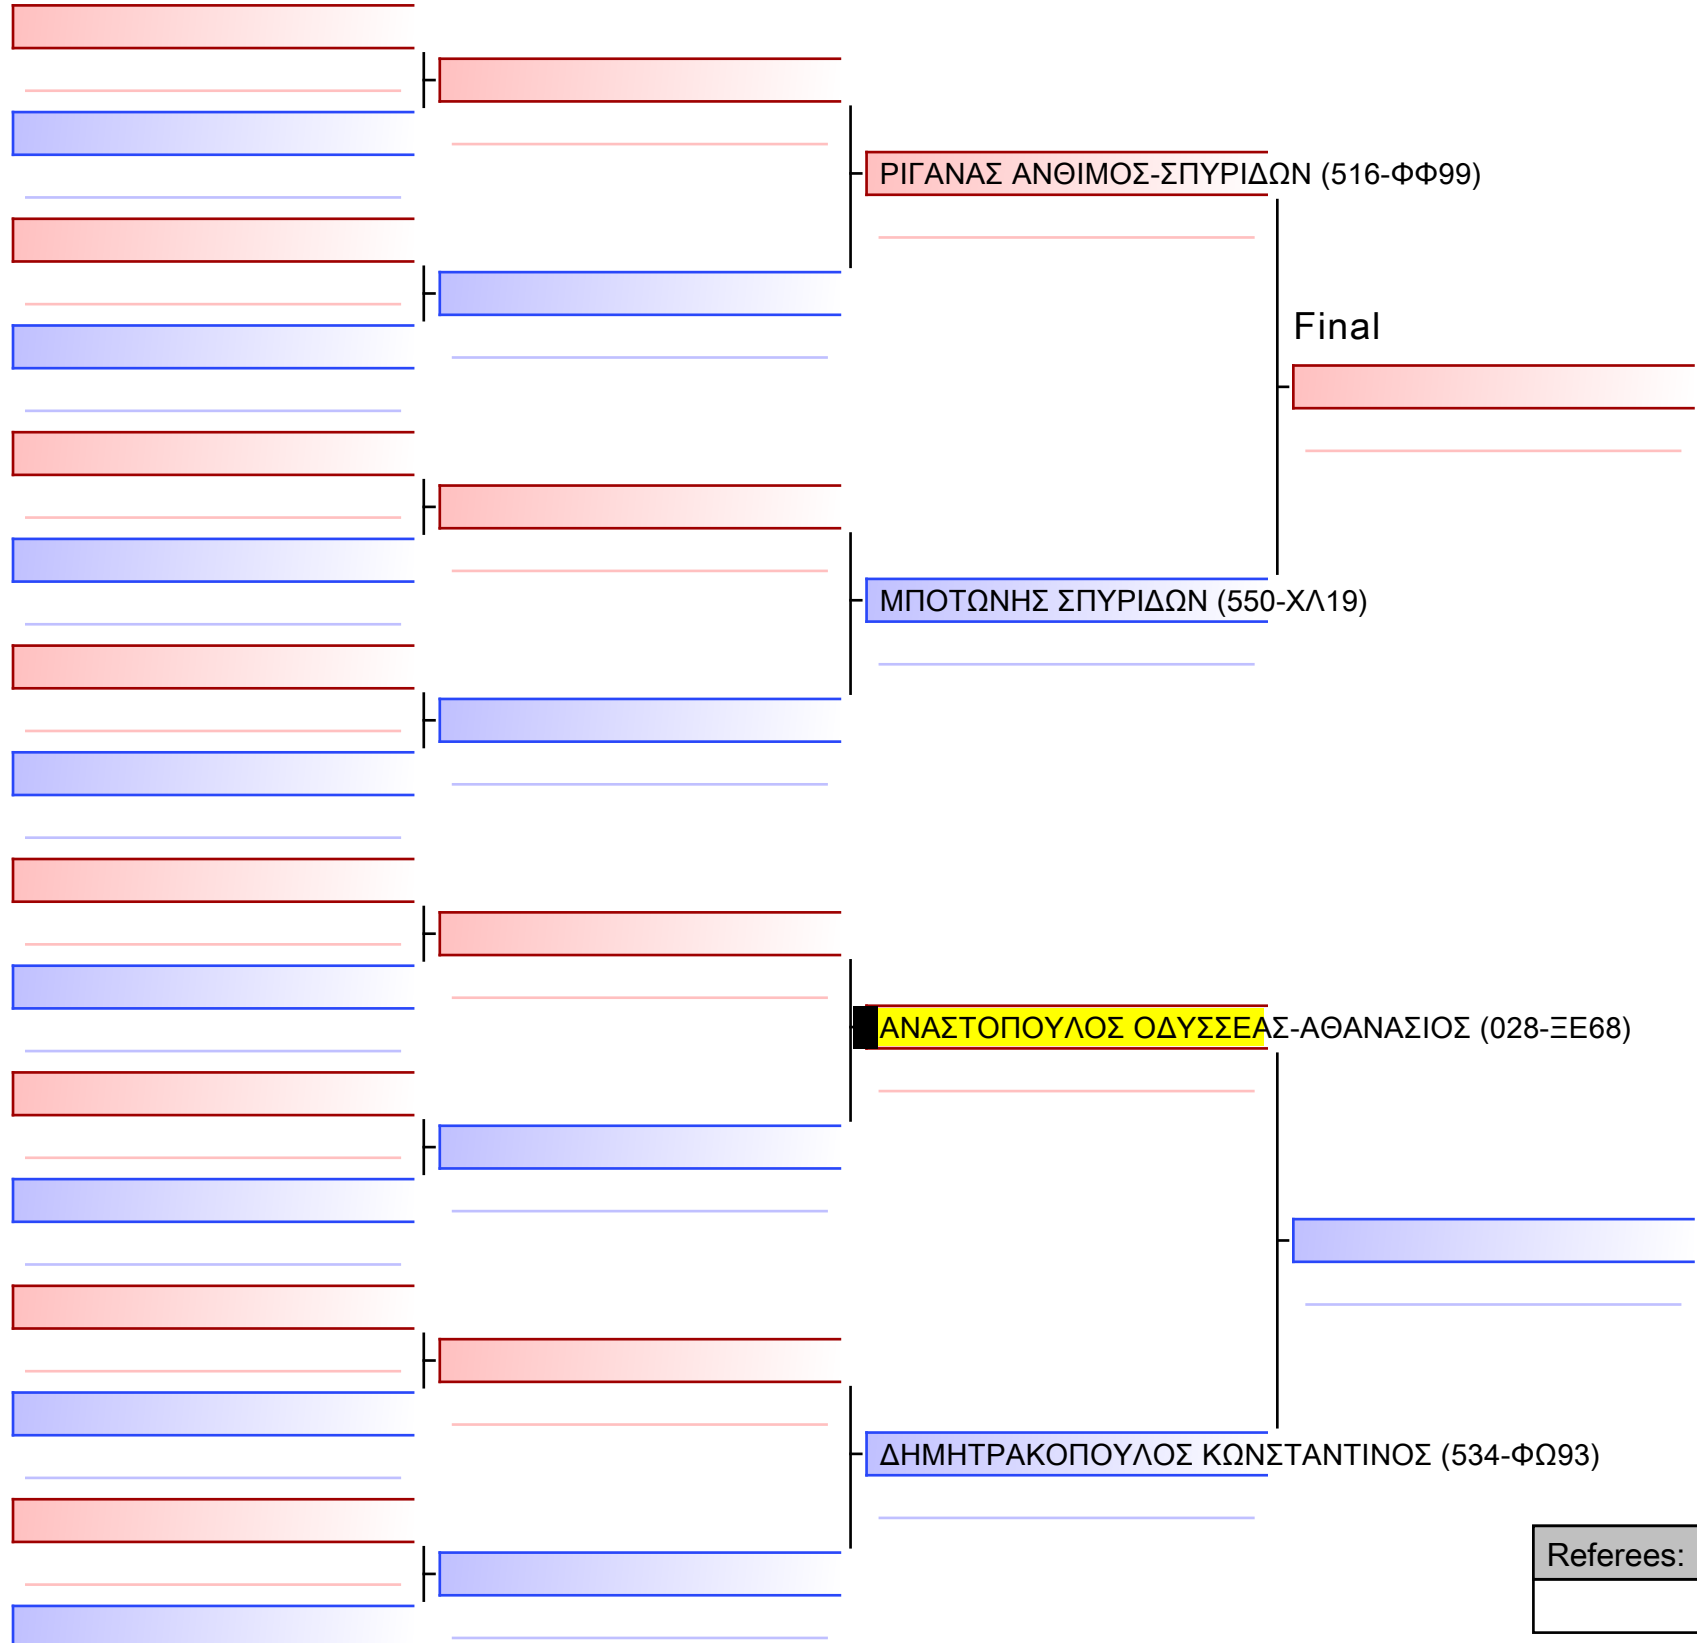 ΡΙΓΑΝΑΣ ΑΝΘΙΜΟΣ-ΣΠΥΡΙΔΩΝ (516-ΦΦ99)
Final
ΜΠΟΤΩΝΗΣ ΣΠΥΡΙΔΩΝ (550-ΧΛ19)
ΑΝΑΣΤΟΠΟΥΛΟΣ ΟΔΥΣΣΕΑΣ-ΑΘΑΝΑΣΙΟΣ (028-ΞΕ68)
ΔΗΜΗΤΡΑΚΟΠΟΥΛΟΣ ΚΩΝΣΤΑΝΤΙΝΟΣ (534-ΦΩ93)
Referees: